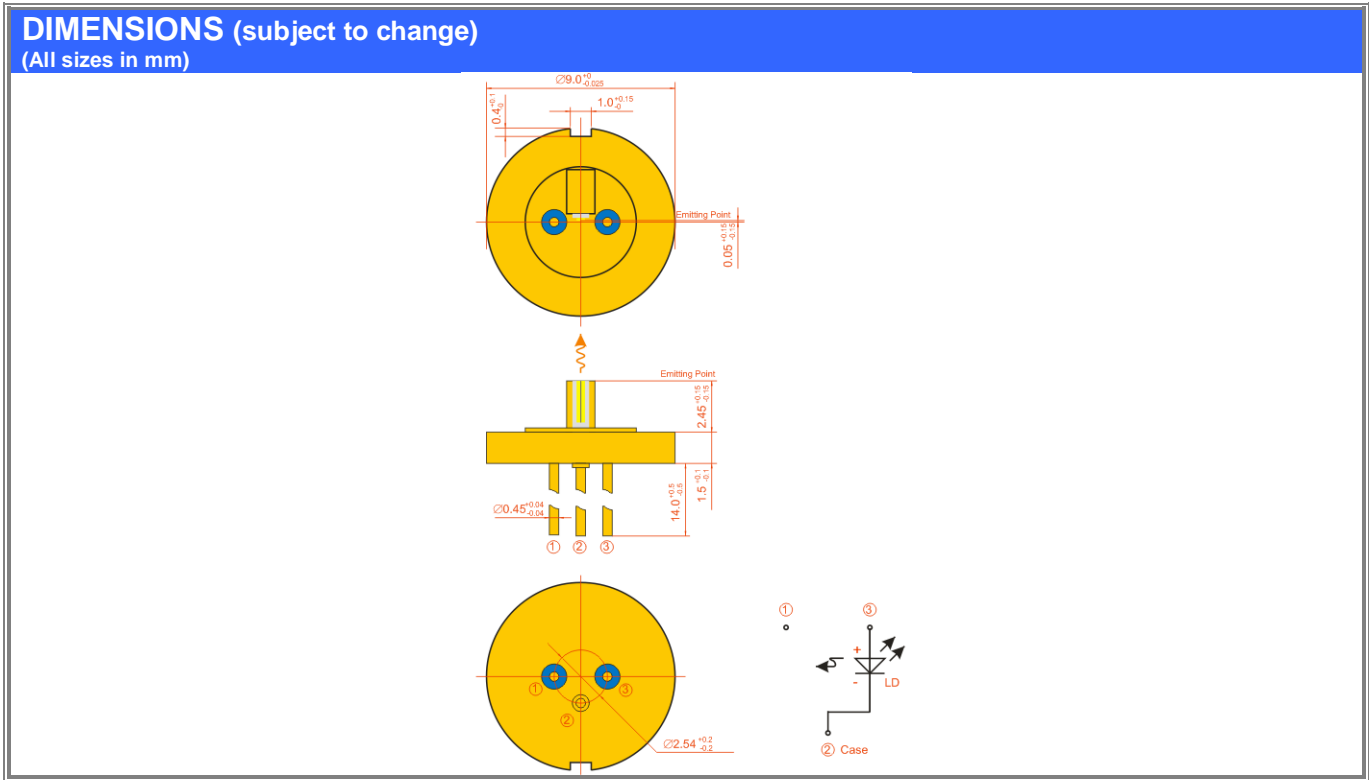 DIMENSIONS (subject to change)
(All sizes in mm)
∅9.0 +0 -0.025
0.4 +0.1 0
1.0 +0.15 -0
Emitting Point
0.05 +0.15 -0.15
Emitting Point
2.45 +0.15 -0.15
1.5 +0.1 -0.1
14.0 +0.5 -0.5
∅0.45 +0.04 -0.04
① ② ③
① ③
②
∅2.54 +0.2 -0.2
① ③
+
- LD
② Case